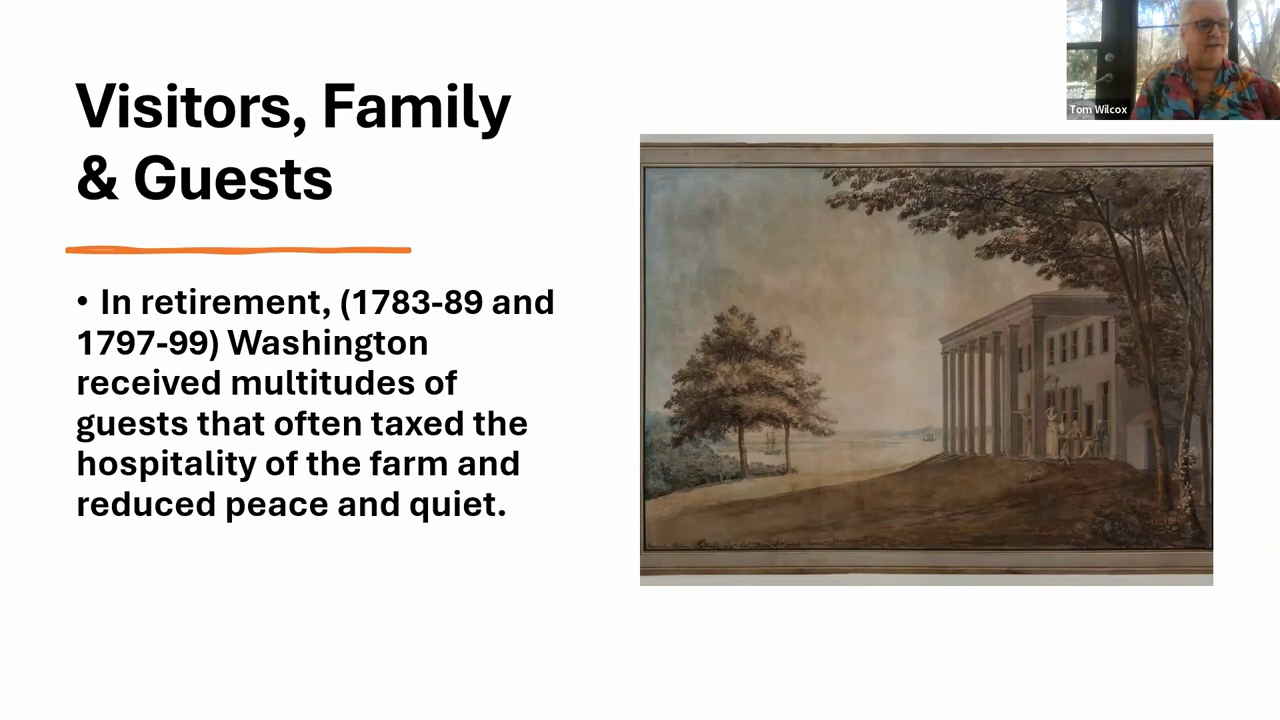 Visitors, Family
& Guests
• In retirement, (1783-89 and
1797-99) Washington
received multitudes of
guests that often taxed the
hospitality of the farm and
reduced peace and quiet.
Tom Wilcox